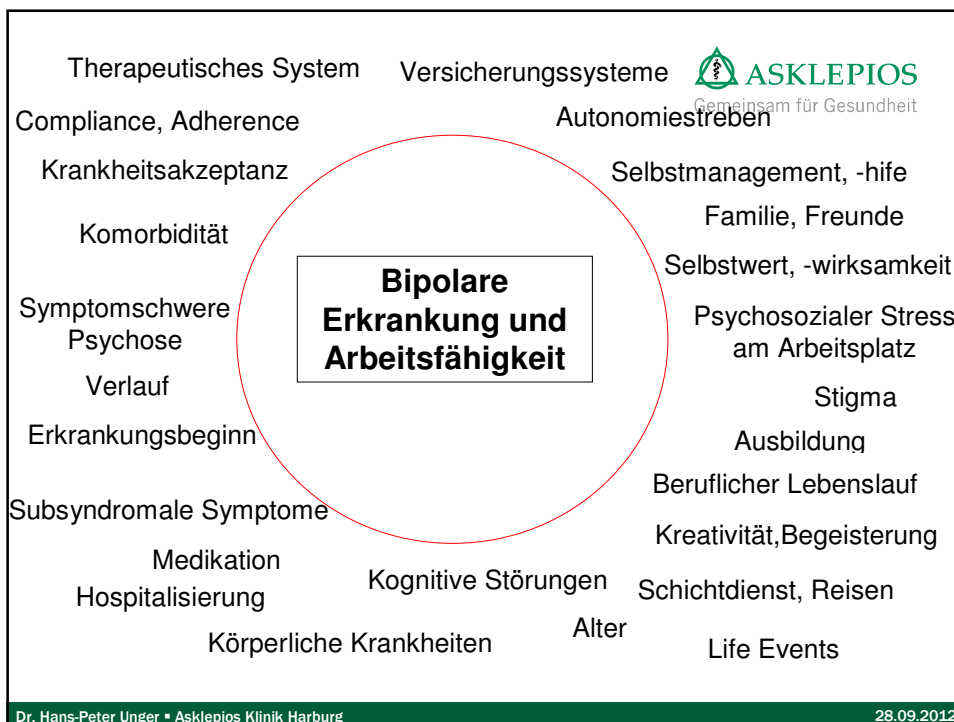 Therapeutisches System
Versicherungssysteme
ASKLEPIOS
Gemeinsam für Gesundheit
Compliance, Adherence
Autonomiestreben
Krankheitsakzeptanz
Selbstmanagement, -hife
Familie, Freunde
Komorbidität
Selbstwert, -wirksamkeit
Bipolare
Erkrankung und
Arbeitsfähigkeit
Symptomschwere
Psychose
Psychosozialer Stress
am Arbeitsplatz
Verlauf
Stigma
Erkrankungsbeginn
Ausbildung
Beruflicher Lebenslauf
Subsyndromale Symptome
Kreativität,Begeisterung
Medikation
Kognitive Störungen
Schichtdienst, Reisen
Hospitalisierung
Alter
Körperliche Krankheiten
Life Events
Dr. Hans-Peter Unger ▪ Asklepios Klinik Harburg
28.09.2012